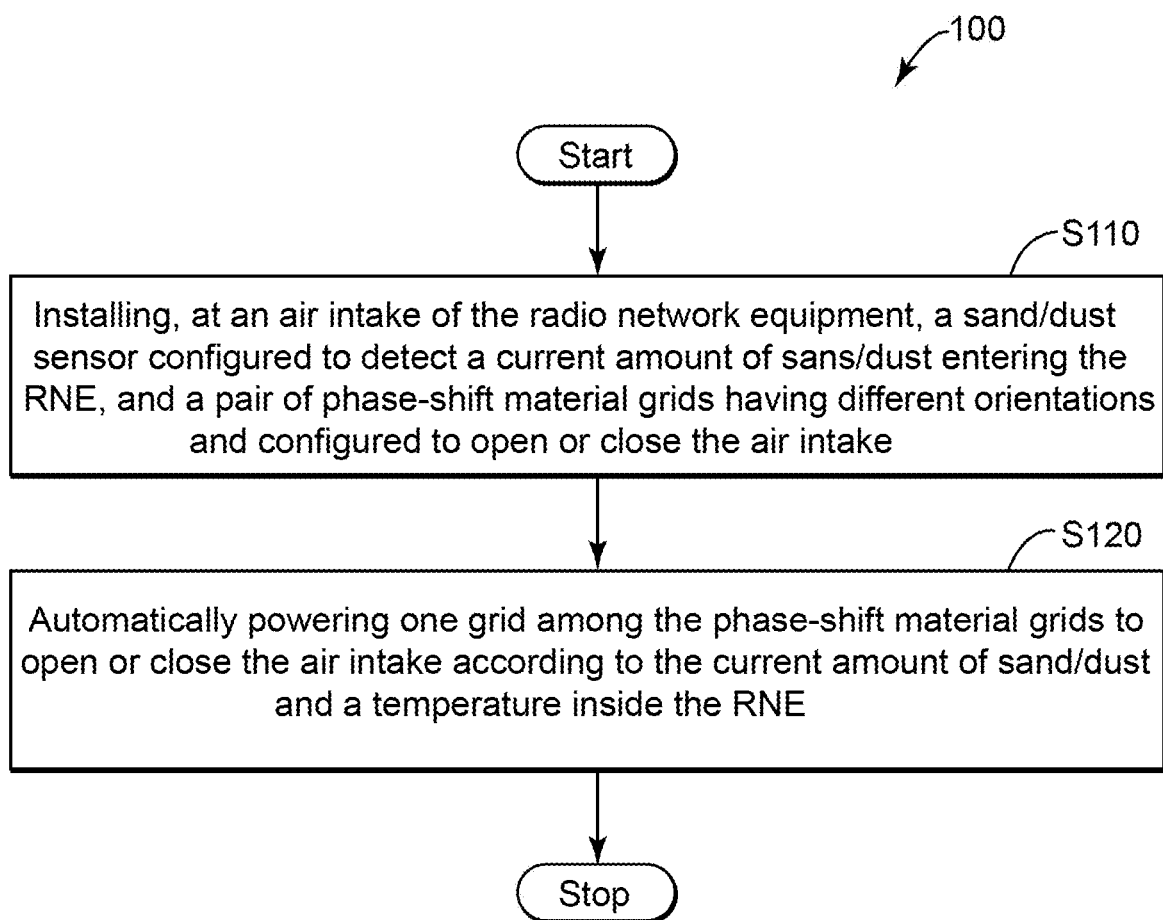 100
Start
S110
Installing, at an air intake of the radio network equipment, a sand/dust
sensor configured to detect a current amount of sans/dust entering the
RNE, and a pair of phase-shift material grids having different orientations
and configured to open or close the air intake
S120
Automatically powering one grid among the phase-shift material grids to
open or close the air intake according to the current amount of sand/dust
and a temperature inside the RNE
Stop